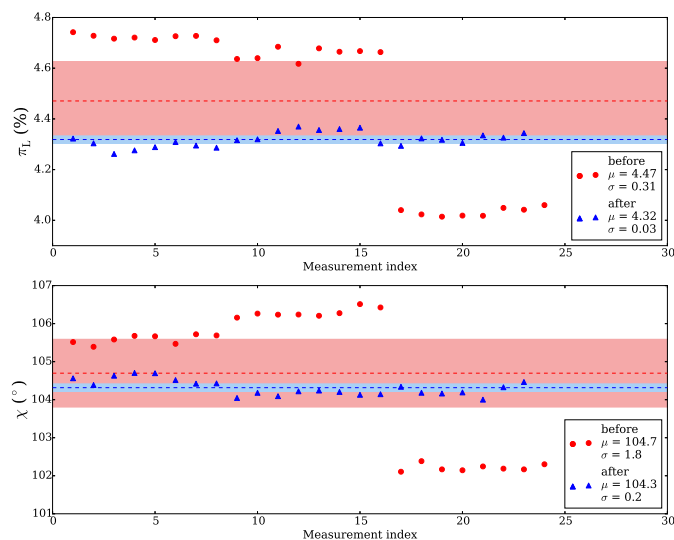 4.8
4.6
4.4
4.2
4.0
π_L (%)
before
μ = 4.47
σ = 0.31
after
μ = 4.32
σ = 0.03
0 5 10 15 20 25 30
Measurement index
107
106
105
104
103
102
101
χ (°)
before
μ = 104.7
σ = 1.8
after
μ = 104.3
σ = 0.2
0 5 10 15 20 25 30
Measurement index